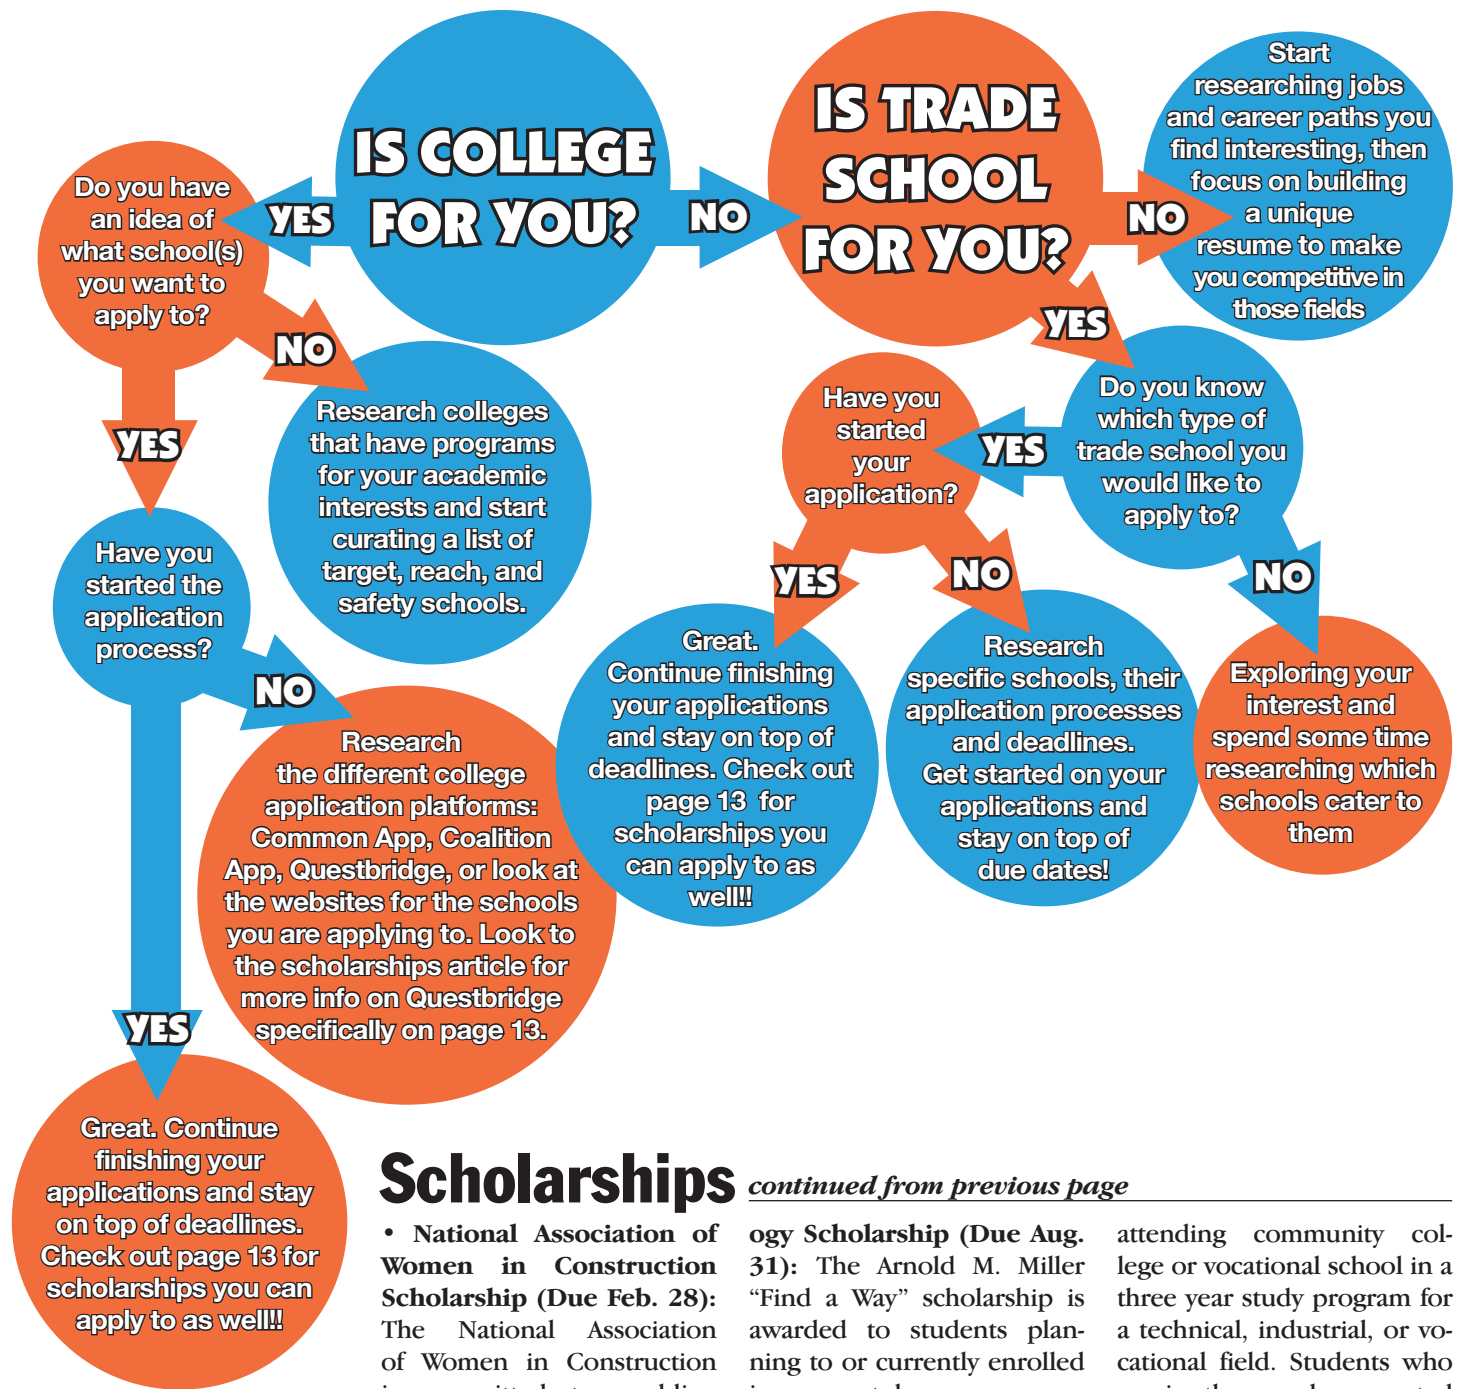 IS COLLEGE
FOR YOU?
YES
NO
IS TRADE
SCHOOL
FOR YOU?
NO
YES
Start
researching jobs
and career paths you
find interesting, then
focus on building
a unique
resume to make
you competitive in
those fields
Do you have
an idea of
what school(s)
you want to
apply to?
NO
YES
Research colleges
that have programs
for your academic
interests and start
curating a list of
target, reach, and
safety schools.
Have you
started the
application
process?
NO
YES
Research
the different college
application platforms:
Common App, Coalition
App, Questbridge, or look at
the websites for the schools
you are applying to. Look to
the scholarships article for
more info on Questbridge
specifically on page 13.
Great. Continue
finishing your
applications and stay
on top of deadlines.
Check out page 13 for
scholarships you can
apply to as well!!
Do you know
which type of
trade school you
would like to
apply to?
YES
NO
Have you
started
your
application?
YES
NO
Great.
Continue finishing
your applications
and stay on top of
deadlines. Check out
page 13 for
scholarships you
can apply to as
well!!
Research
specific schools, their
application processes
and deadlines.
Get started on your
applications and
stay on top of
due dates!
Exploring your
interest and
spend some time
researching which
schools cater to
them
Scholarships continued from previous page
• National Association of
Women in Construction
Scholarship (Due Feb. 28):
The National Association
of Women in Construction
ogy Scholarship (Due Aug.
31): The Arnold M. Miller
“Find a Way” scholarship is
awarded to students plan-
ning to or currently enrolled
attending community col-
lege or vocational school in a
three year study program for
a technical, industrial, or vo-
cational field. Students who